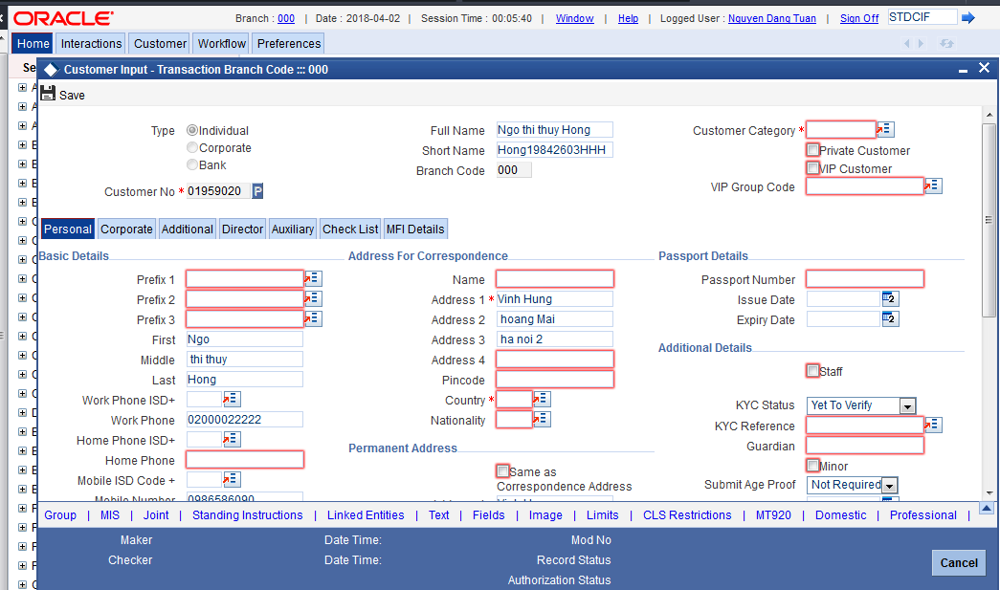 ORACLE®
Branch : 000 | Date : 2018-04-02 | Session Time : 00:05:40 | Window | Help | Logged User : Nguyen Dang Tuan | Sign Off STDCIF
Home Interactions Customer Workflow Preferences
Se
Customer Input - Transaction Branch Code ::: 000
Save
Type Individual
Corporate
Bank
Customer No * 01959020 P
Full Name Ngo thi thuy Hong
Short Name Hong19842603HHH
Branch Code 000
Customer Category *
Private Customer
VIP Customer
VIP Group Code
Personal Corporate Additional Director Auxiliary Check List MFI Details
Basic Details
Prefix 1
Prefix 2
Prefix 3
First Ngo
Middle thi thuy
Last Hong
Work Phone ISD+
Work Phone 02000022222
Home Phone ISD+
Home Phone
Mobile ISD Code +
Mobile Number 0986586090
Address For Correspondence
Name
Address 1 * Vinh Hung
Address 2 hoang Mai
Address 3 ha noi 2
Address 4
Pincode
Country *
Nationality
Permanent Address
Same as
Correspondence Address
Passport Details
Passport Number
Issue Date
Expiry Date
Additional Details
Staff
KYC Status Yet To Verify
KYC Reference
Guardian
Minor
Submit Age Proof Not Required
Group | MIS | Joint | Standing Instructions | Linked Entities | Text | Fields | Image | Limits | CLS Restrictions | MT920 | Domestic | Professional |
Maker Date Time: Mod No
Checker Date Time: Record Status
Authorization Status
Cancel